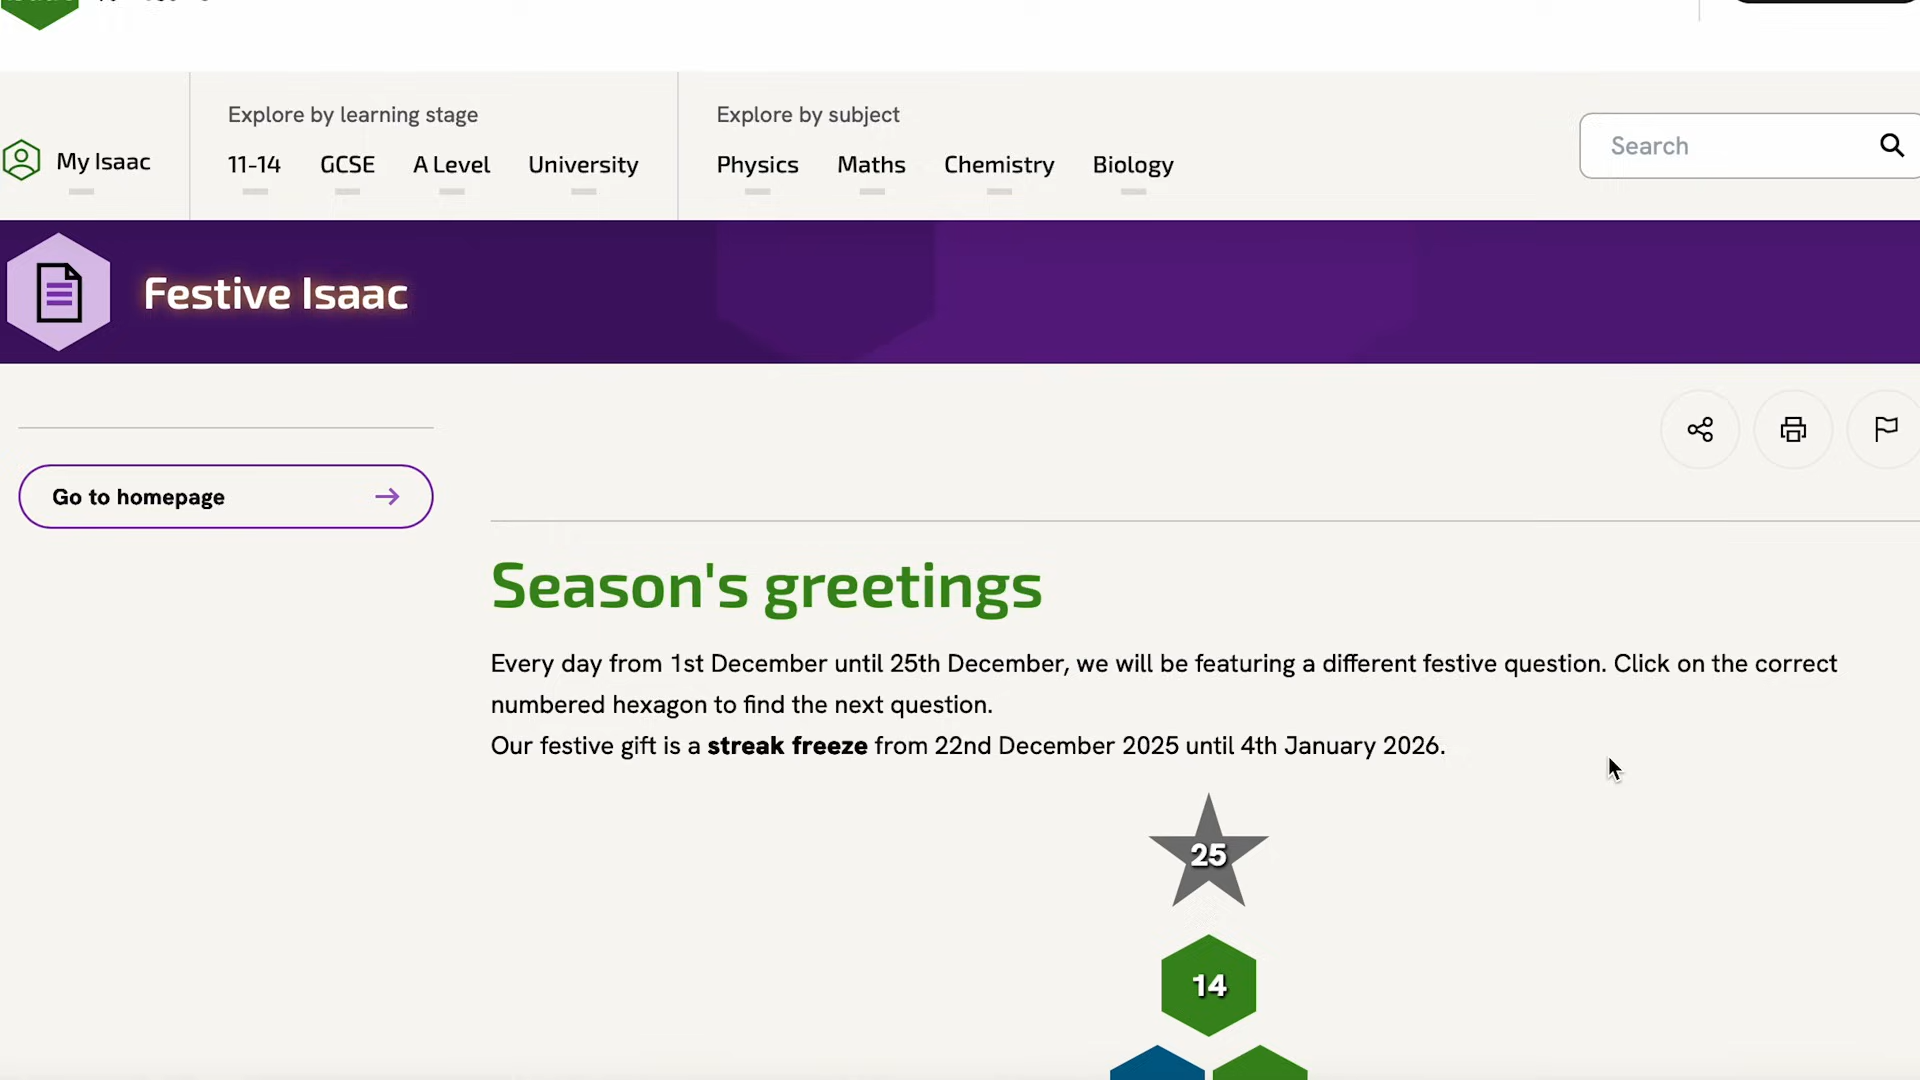 Explore by learning stage
Explore by subject
My Isaac
11-14 GCSE A Level University
Physics Maths Chemistry Biology
Search
Festive Isaac
Go to homepage
Season's greetings
Every day from 1st December until 25th December, we will be featuring a different festive question. Click on the correct
numbered hexagon to find the next question.
Our festive gift is a streak freeze from 22nd December 2025 until 4th January 2026.
25
14